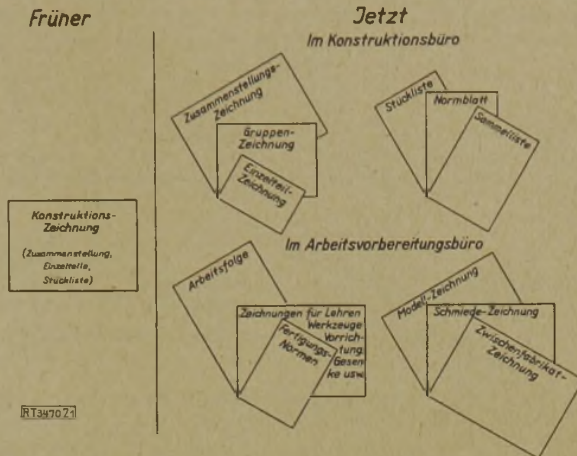 Früher
Konstruktions-
Zeichnung
(Zusammenstellung,
Einzelteile,
Stückliste)
RT34707.1
Jetzt
Im Konstruktionsbüro
Zusammenstellungs-
Zeichnung
Gruppen-
Zeichnung
Einzelteil-
Zeichnung
Stückliste
Normblatt
Sammelliste
Im Arbeitsvorbereitungsbüro
Arbeitsfolge
Zeichnungen für Lehren
Werkzeuge
Vorrich-
tung.
Gesen
ke usw.
Fertigungs-
Normen
Modell-Zeichnung
Schmiede-Zeichnung
Zwischenfabrikat-
Zeichnung